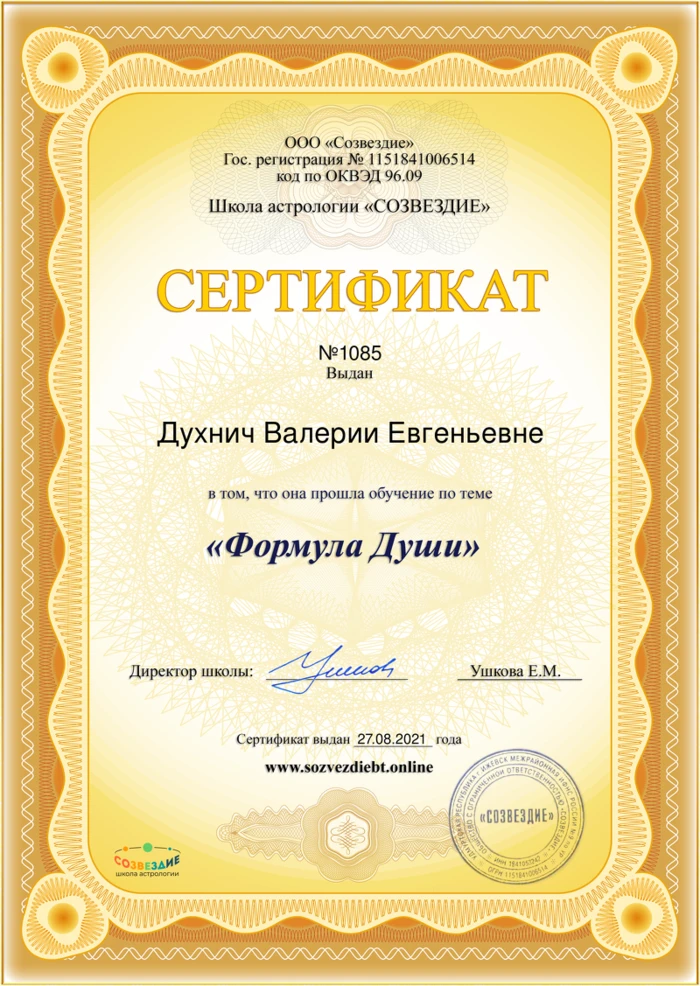 ООО «Созвездие»
Гос. регистрация № 1151841006514
код по ОКВЭД 96.09
Школа астрологии «СОЗВЕЗДИЕ»
СЕРТИФИКАТ
№1085
Выдан
Духнич Валерии Евгеньевне
в том, что она прошла обучение по теме
«Формула Души»
Директор школы:
Ушкова Е.М.
Сертификат выдан 27.08.2021 года
www.sozvezdiebt.online
СОЗВЕЗДИЕ
школа астрологии
«СОЗВЕЗДИЕ»
ОГРН 1151841006514